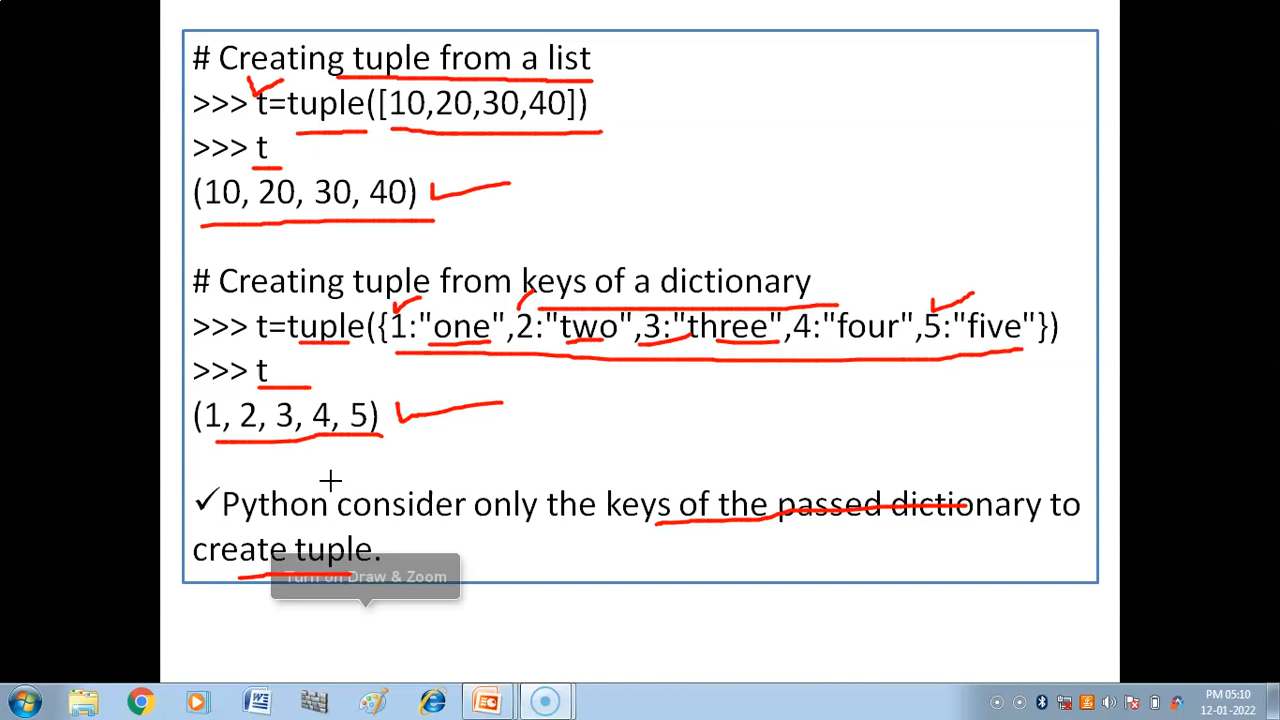 # Creating tuple from a list
>>> t=tuple([10,20,30,40])
>>> t
(10, 20, 30, 40)
# Creating tuple from keys of a dictionary
>>> t=tuple({1:"one",2:"two",3:"three",4:"four",5:"five"})
>>> t
(1, 2, 3, 4, 5)
✓Python consider only the keys of the passed dictionary to
create tuple.
Turn on Draw & Zoom
PM 05:10
12-01-2022